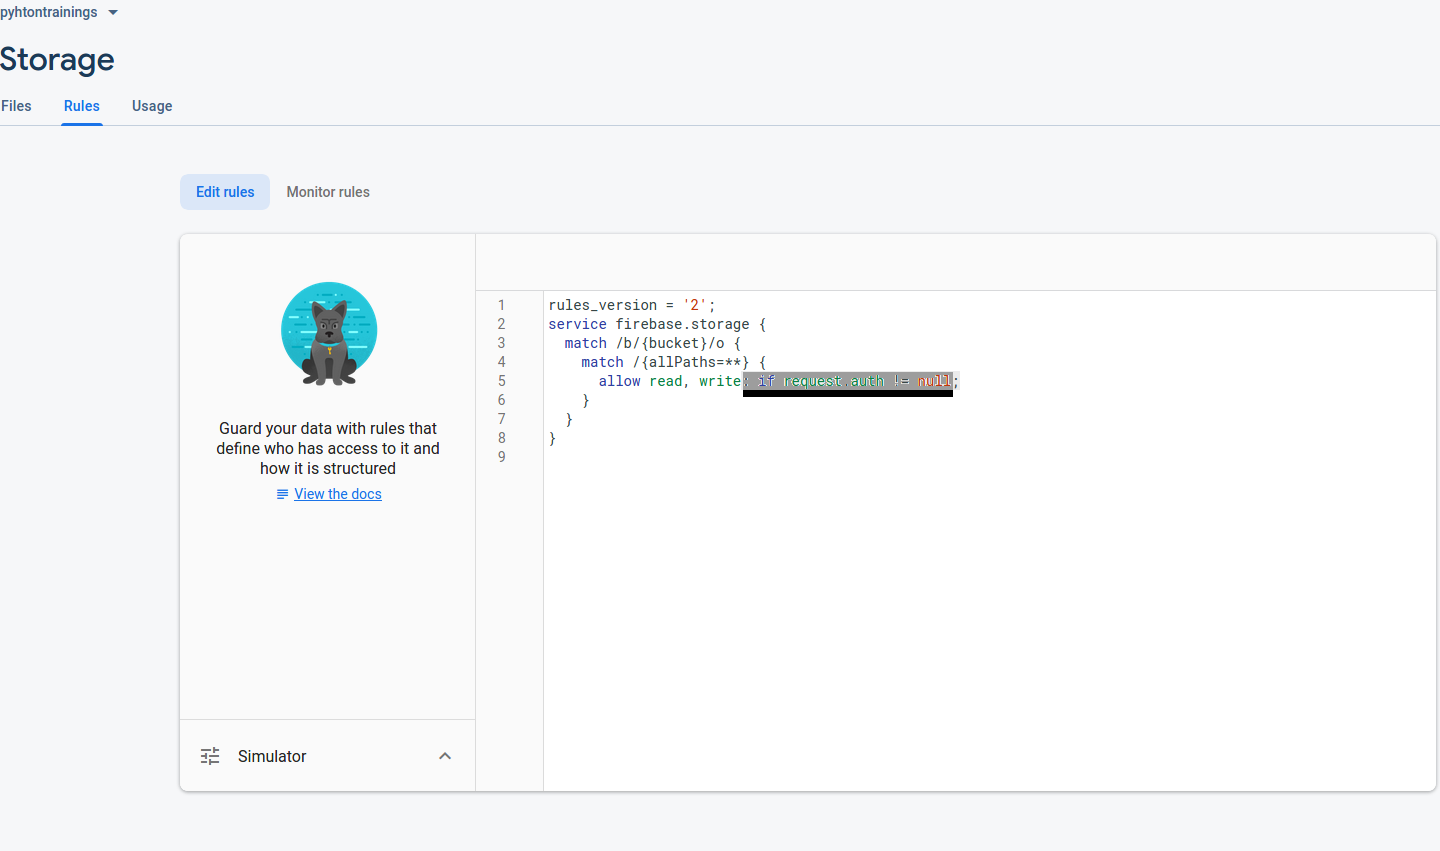 pyhtontrainings
Storage
Files Rules Usage
Edit rules Monitor rules
Guard your data with rules that
define who has access to it and
how it is structured
View the docs
Simulator
1 rules_version = '2';
2 service firebase.storage {
3 match /b/{bucket}/o {
4 match /{allPaths=**} {
5 allow read, write: if request.auth != null;
6 }
7 }
8 }
9